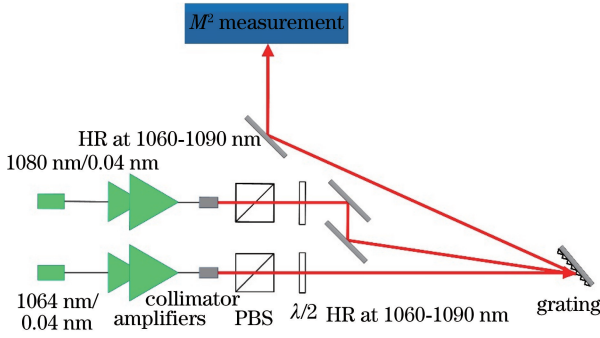 M² measurement
HR at 1060-1090 nm
1080 nm/0.04 nm
1064 nm/
0.04 nm
collimator
amplifiers
PBS
λ/2
HR at 1060-1090 nm
grating